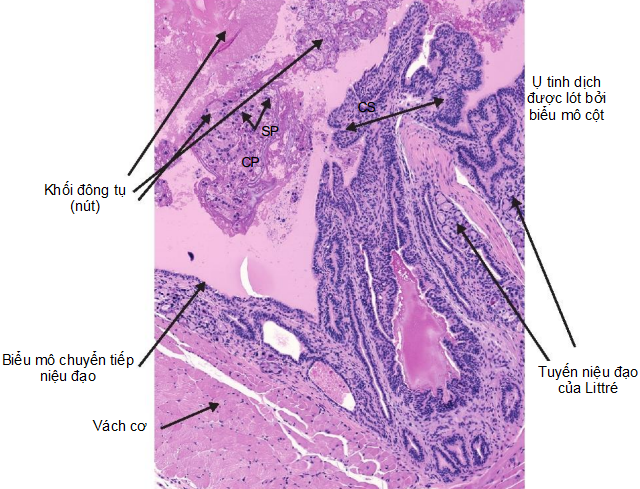 Ụ tinh dịch
được lót bởi
biểu mô cột
CS
SP
CP
Khối đông tụ
(nút)
Biểu mô chuyển tiếp
niệu đạo
Tuyến niệu đạo
của Littré
Vách cơ